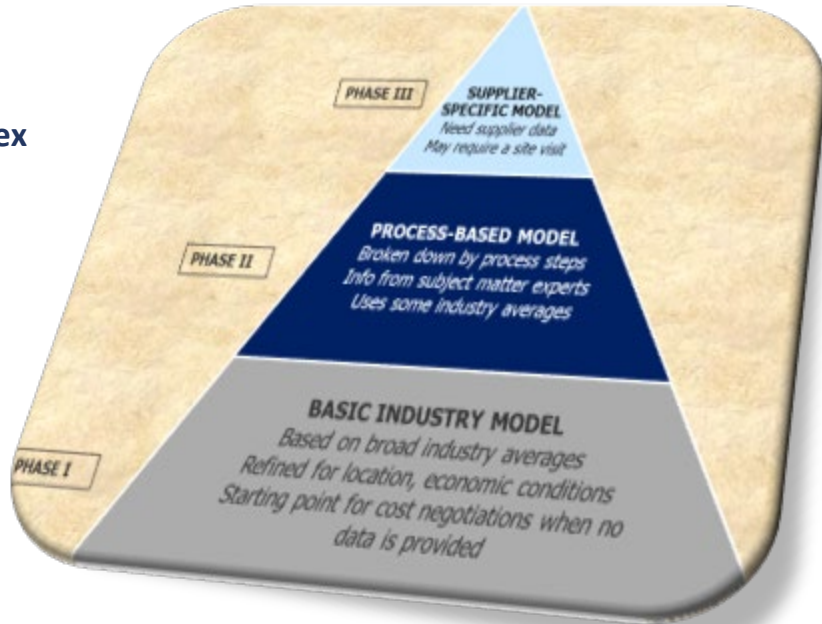 ex
PHASE III
SUPPLIER-
SPECIFIC MODEL
Need supplier data
May require a site visit
PHASE II
PROCESS-BASED MODEL
Broken down by process steps
Info from subject matter experts
Uses some industry averages
PHASE I
BASIC INDUSTRY MODEL
Based on broad industry averages
Refined for location, economic conditions
Starting point for cost negotiations when no
data is provided